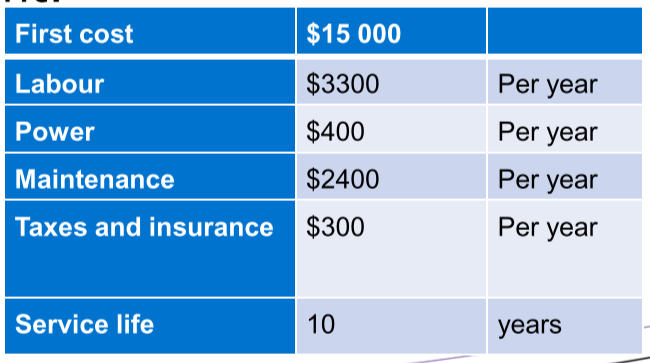 First cost $15 000
Labour $3300 Per year
Power $400 Per year
Maintenance $2400 Per year
Taxes and insurance $300 Per year
Service life 10 years